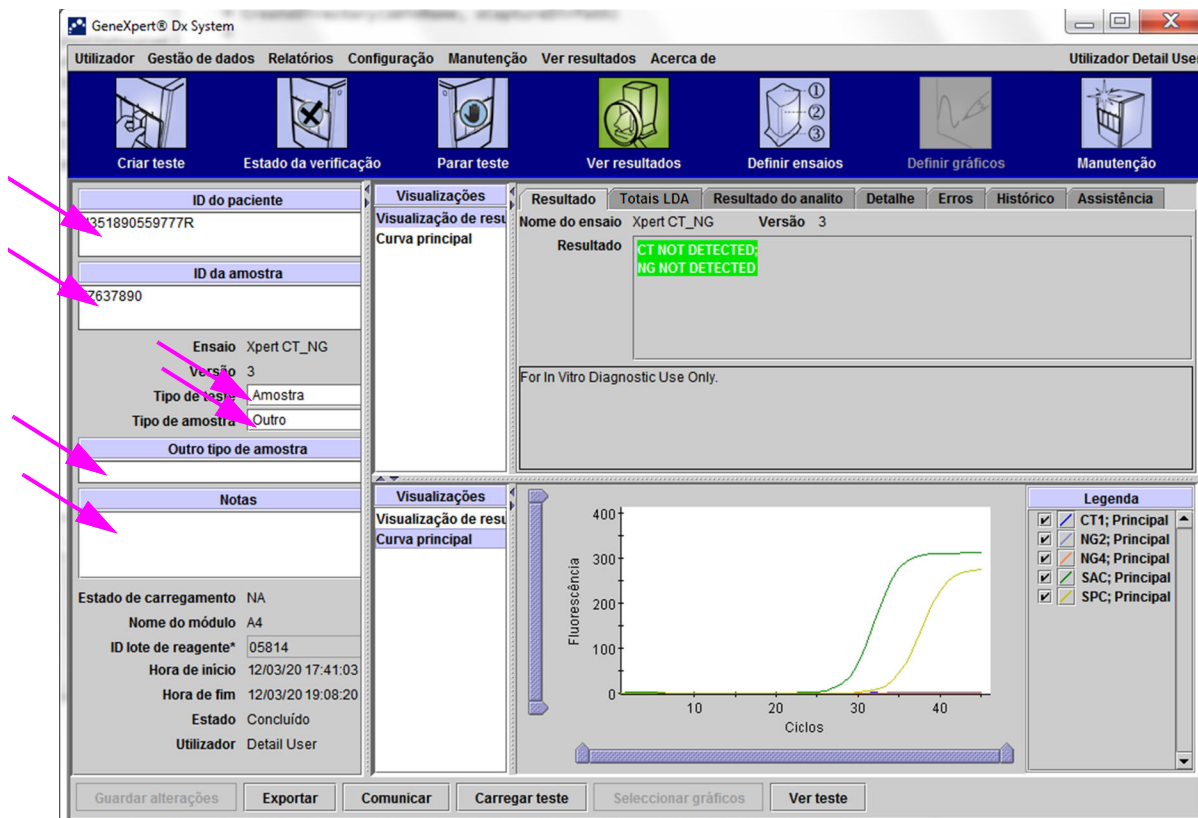 GeneXpert® Dx System
Utilizador Gestão de dados Relatórios Configuração Manutenção Ver resultados Acerca de Utilizador Detail User
Criar teste Estado da verificação Parar teste Ver resultados Definir ensaios Definir gráficos Manutenção
ID do paciente
351890559777R
ID da amostra
637890
Ensaio Xpert CT_NG
Versão 3
Tipo de teste Amostra
Tipo de amostra Outro
Outro tipo de amostra
Notas
Estado de carregamento NA
Nome do módulo A4
ID lote de reagente* 05814
Hora de início 12/03/20 17:41:03
Hora de fim 12/03/20 19:08:20
Estado Concluído
Utilizador Detail User
Visualizações
Visualização de resu
Curva principal
Resultado Totais LDA Resultado do analito Detalhe Erros Histórico Assistência
Nome do ensaio Xpert CT_NG Versão 3
Resultado
CT NOT DETECTED;
NG NOT DETECTED
For In Vitro Diagnostic Use Only.
Visualizações
Visualização de resu
Curva principal
Fluorescência
400
300
200
100
0
10 20 30 40
Ciclos
Legenda
CT1; Principal
NG2; Principal
NG4; Principal
SAC; Principal
SPC; Principal
Guardar alterações Exportar Comunicar Carregar teste Seleccionar gráficos Ver teste